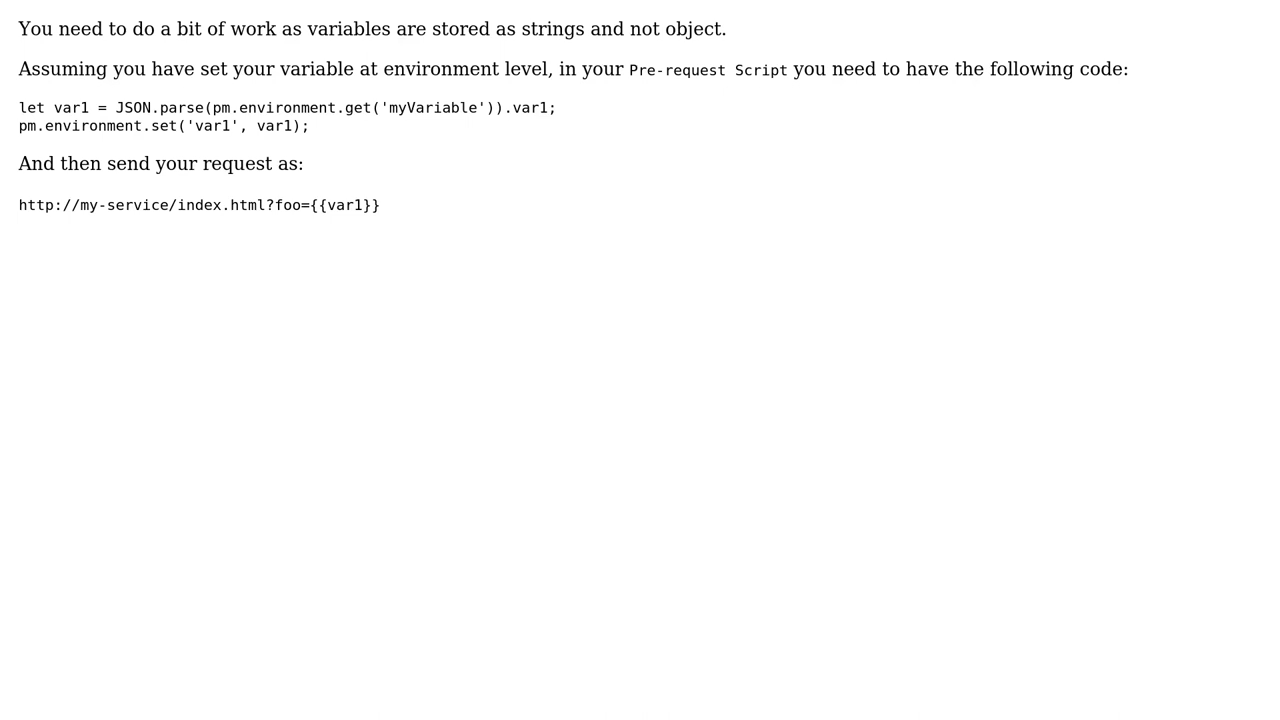 You need to do a bit of work as variables are stored as strings and not object.
Assuming you have set your variable at environment level, in your Pre-request Script you need to have the following code:
let var1 = JSON.parse(pm.environment.get('myVariable')).var1;
pm.environment.set('var1', var1);
And then send your request as:
http://my-service/index.html?foo={{var1}}